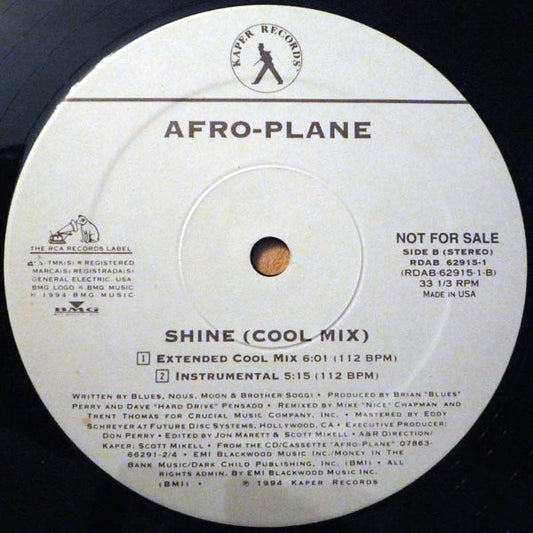 KAPER RECORDS
AFRO-PLANE
THE RCA RECORDS LABEL
TMK(S) ® REGISTERED
MARCA(S) REGISTRADA(S)
GENERAL ELECTRIC, USA
BMG LOGO ® BMG MUSIC
℗ 1994 BMG MUSIC
BMG
NOT FOR SALE
SIDE B (STEREO)
RDAB 62915-1
(RDAB-62915-1-B)
33 1/3 RPM
MADE IN USA
SHINE (COOL MIX)
1 EXTENDED COOL MIX 6:01 (112 BPM)
2 INSTRUMENTAL 5:15 (112 BPM)
WRITTEN BY BLUES, NOUS, MOON & BROTHER SOGGI • PRODUCED BY BRIAN "BLUES"
PERRY AND DAVE "HARD DRIVE" PENSADO • REMIXED BY MIKE "NICE" CHAPMAN AND
TRENT THOMAS FOR CRUCIAL MUSIC COMPANY, INC. • MASTERED BY EDDY
SCHREYER AT FUTURE DISC SYSTEMS, HOLLYWOOD, CA • EXECUTIVE PRODUCER:
DON PERRY • EDITED BY JON MARETT & SCOTT MIKELL • A&R DIRECTION/
KAPER: SCOTT MIKELL • FROM THE CD/CASSETTE "AFRO-PLANE" 07863-
66291-2/4 • EMI BLACKWOOD MUSIC INC./MONEY IN THE
BANK MUSIC/DARK CHILD PUBLISHING, INC. (BMI) • ALL
RIGHTS ADMIN. BY EMI BLACKWOOD MUSIC INC.
(BMI) • ℗ 1994 KAPER RECORDS